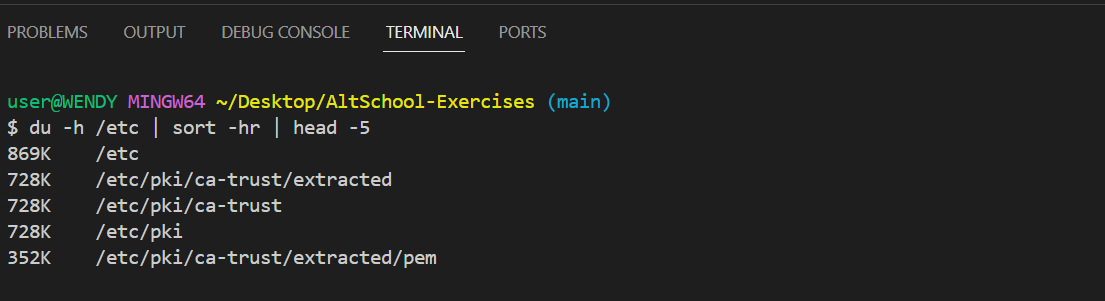 PROBLEMS OUTPUT DEBUG CONSOLE TERMINAL PORTS
user@WENDY MINGW64 ~/Desktop/AltSchool-Exercises (main)
$ du -h /etc | sort -hr | head -5
869K /etc
728K /etc/pki/ca-trust/extracted
728K /etc/pki/ca-trust
728K /etc/pki
352K /etc/pki/ca-trust/extracted/pem